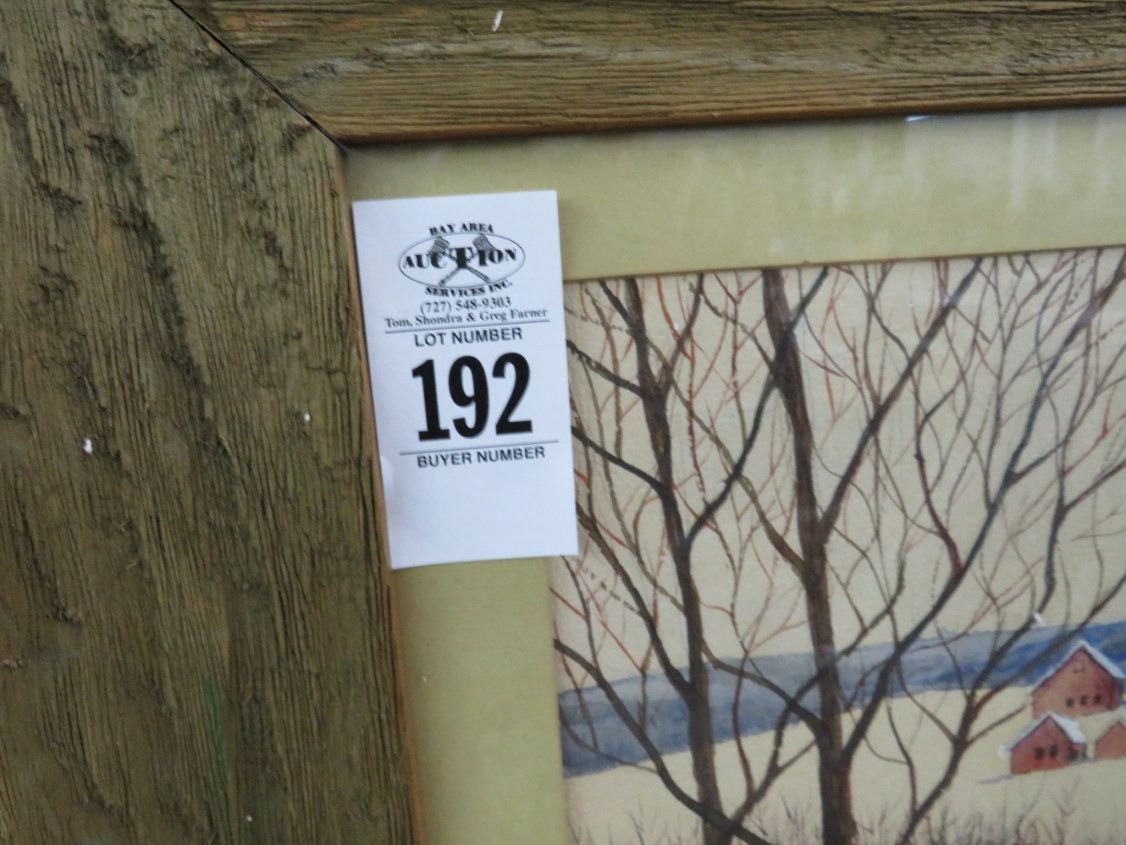 BAY AREA
AUCTION
SERVICES INC.
(727) 548-9303
Tom, Shondra & Greg Farner
LOT NUMBER
192
BUYER NUMBER